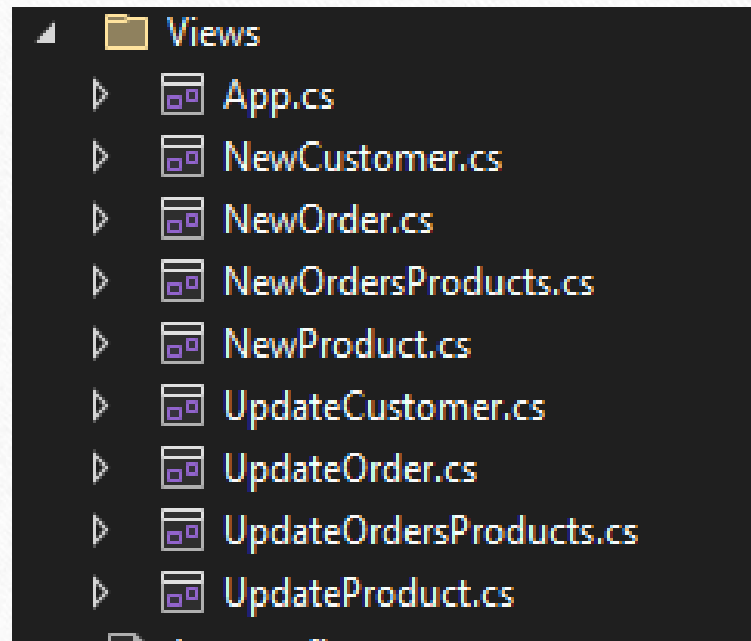 Views
App.cs
NewCustomer.cs
NewOrder.cs
NewOrdersProducts.cs
NewProduct.cs
UpdateCustomer.cs
UpdateOrder.cs
UpdateOrdersProducts.cs
UpdateProduct.cs